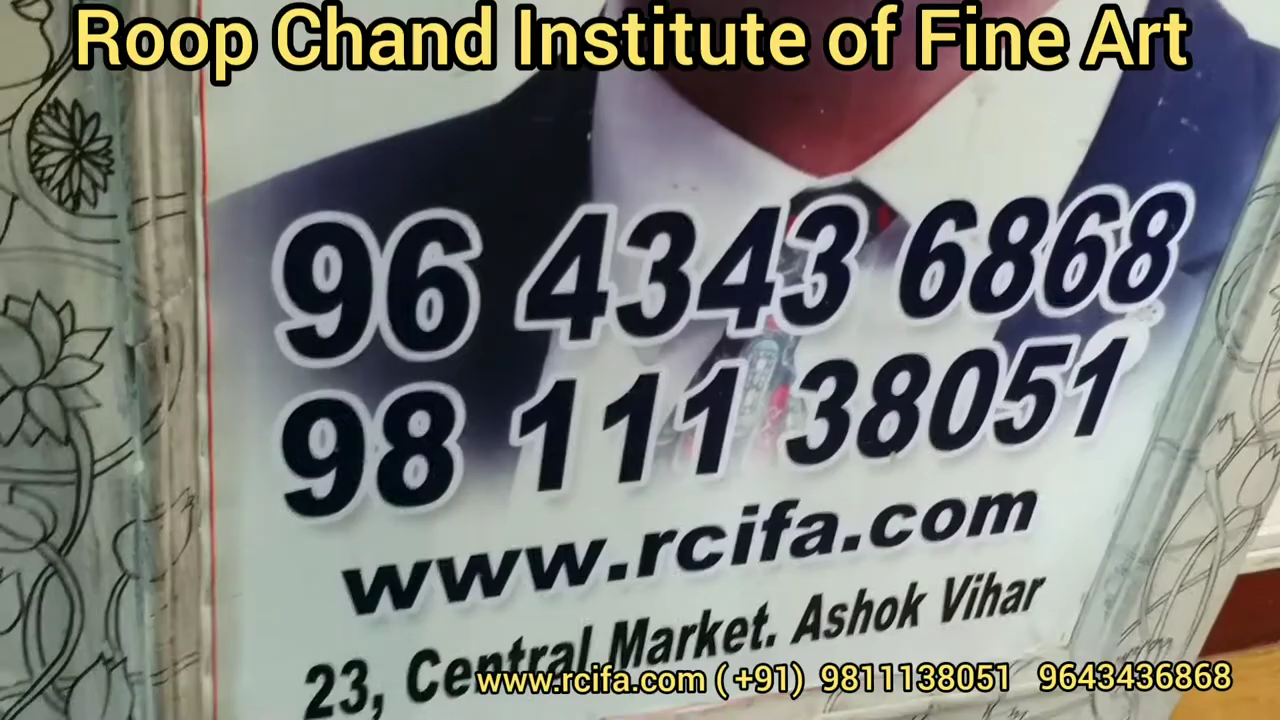 Roop Chand Institute of Fine Art
96 4343 6868
98 111 38051
www.rcifa.com
23, Central Market. Ashok Vihar
www.rcifa.com (+91) 9811138051 9643436868